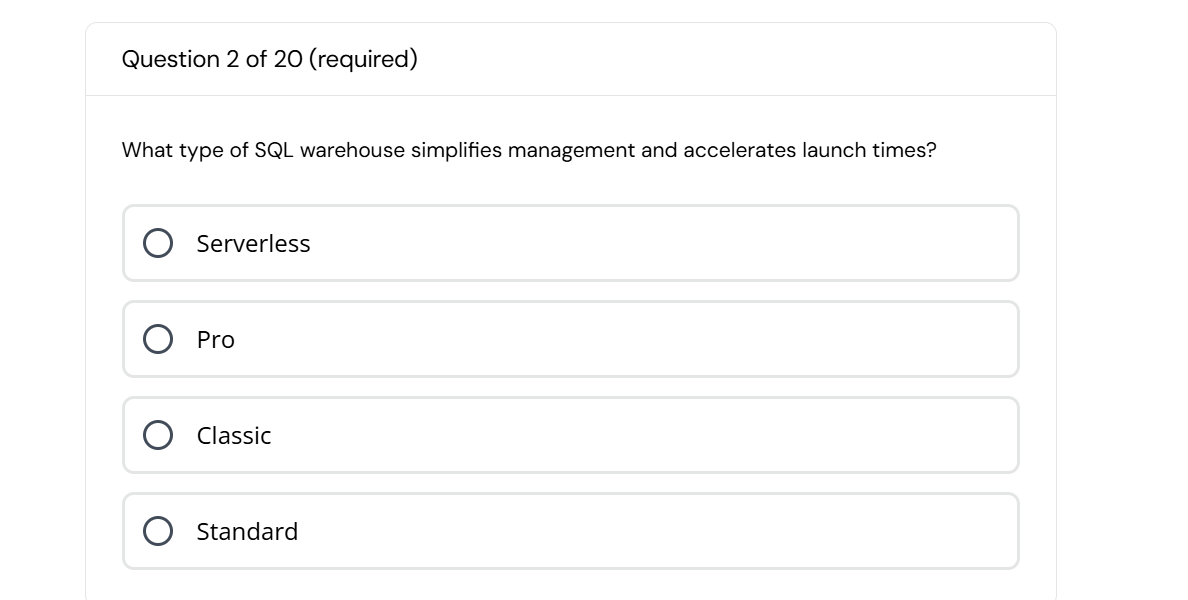 Question 2 of 20 (required)
What type of SQL warehouse simplifies management and accelerates launch times?
Serverless
Pro
Classic
Standard